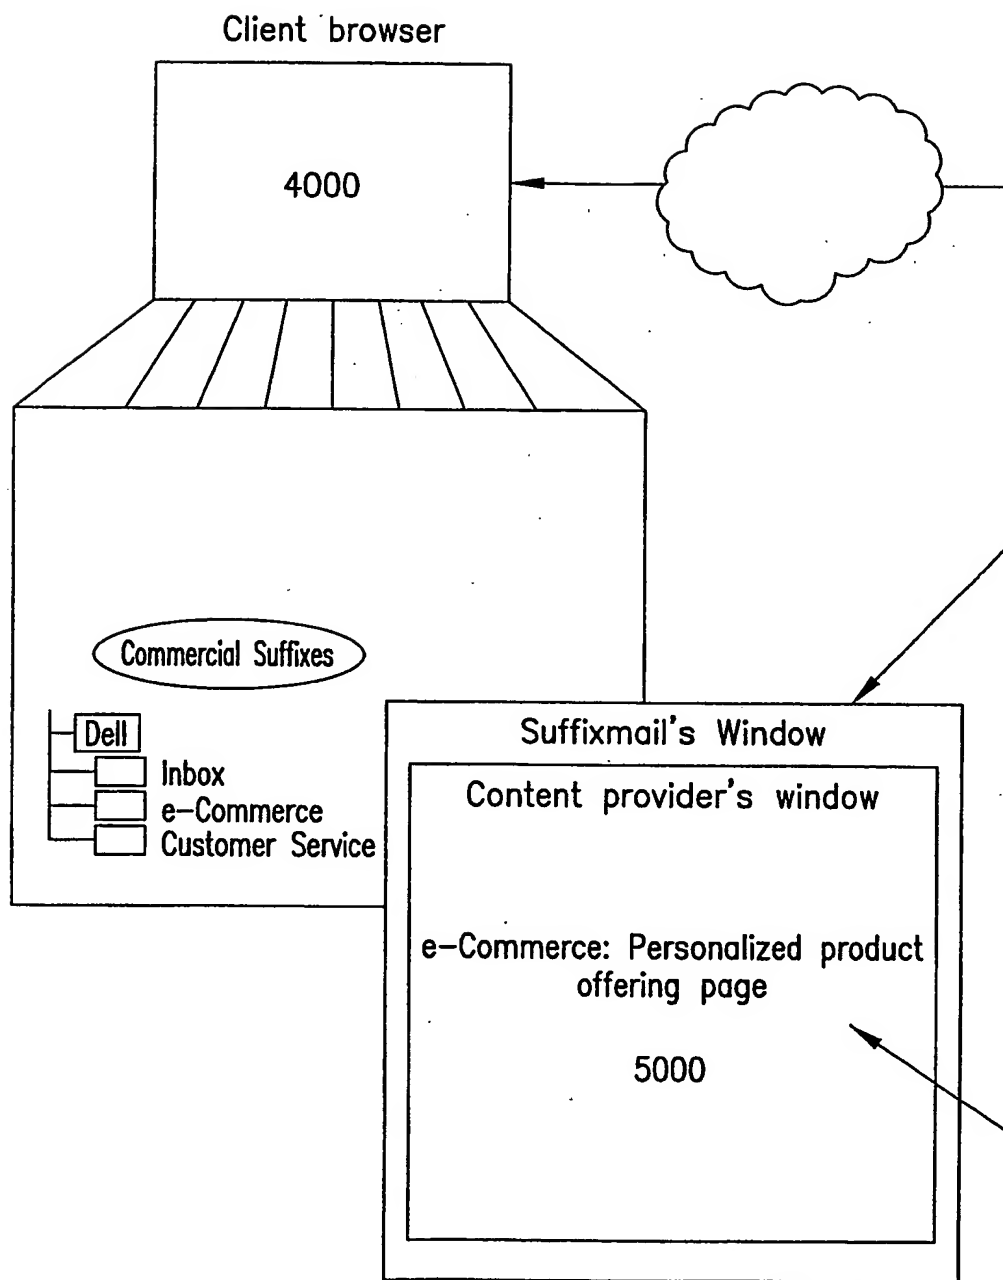 Client browser
4000
Commercial Suffixes
Dell
Inbox
e-Commerce
Customer Service
Suffixmail's Window
Content provider's window
e-Commerce: Personalized product
offering page
5000